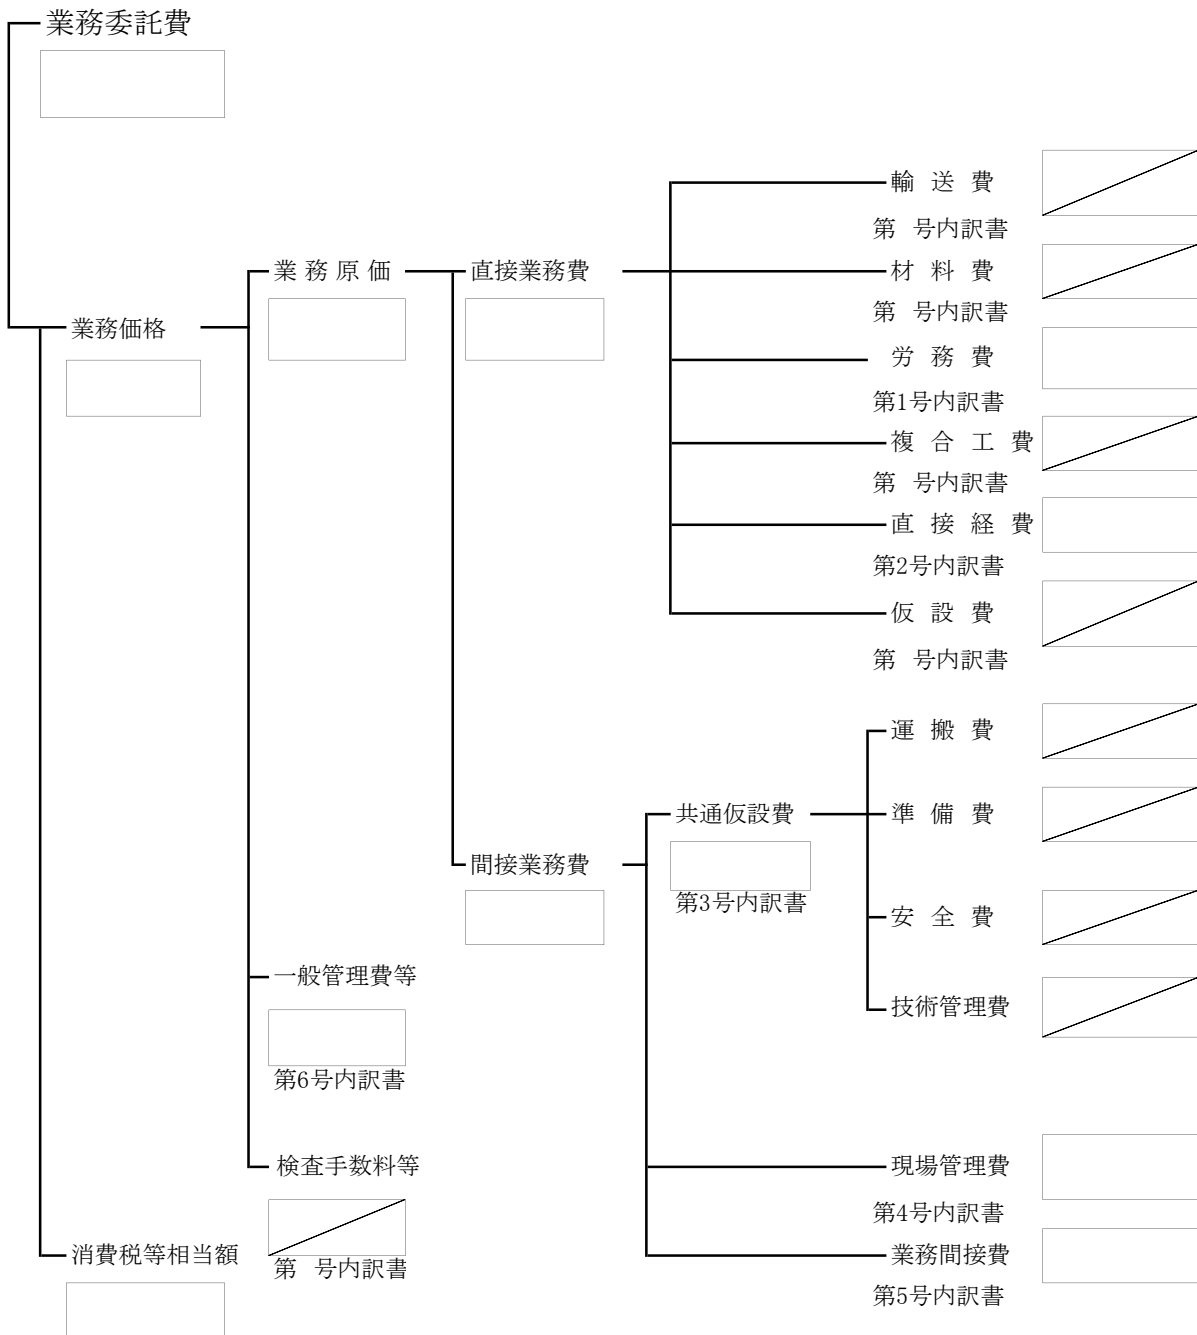 業務委託費
輸 送 費
第 号内訳書
業 務 原 価
直接業務費
材 料 費
第 号内訳書
業務価格
労 務 費
第1号内訳書
複 合 工 費
第 号内訳書
直 接 経 費
第2号内訳書
仮 設 費
第 号内訳書
運 搬 費
共通仮設費
準 備 費
間接業務費
第3号内訳書
安 全 費
一般管理費等
技術管理費
第6号内訳書
検査手数料等
現場管理費
第4号内訳書
消費税等相当額
第 号内訳書
業務間接費
第5号内訳書